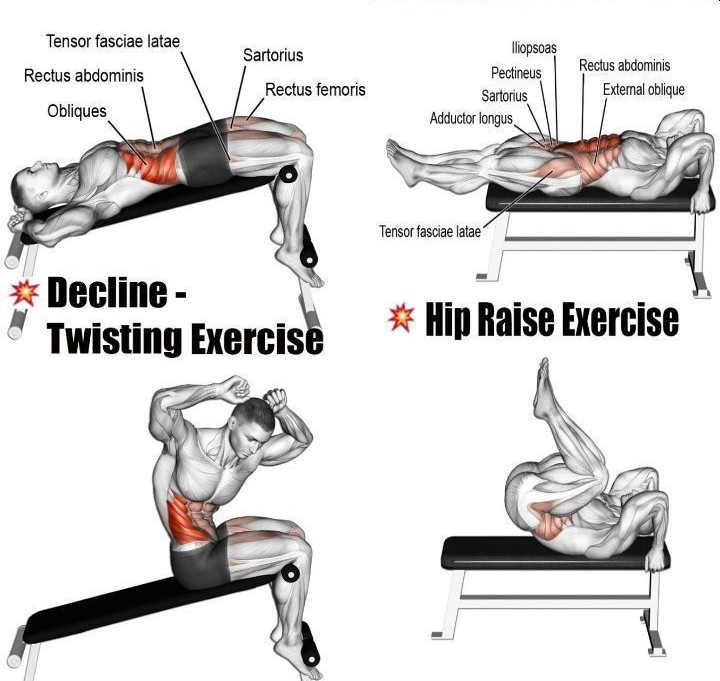 Tensor fasciae latae
Sartorius
Rectus abdominis
Rectus femoris
Obliques
Decline -
Twisting Exercise
Iliopsoas
Rectus abdominis
Pectineus
External oblique
Sartorius
Adductor longus
Tensor fasciae latae
Hip Raise Exercise